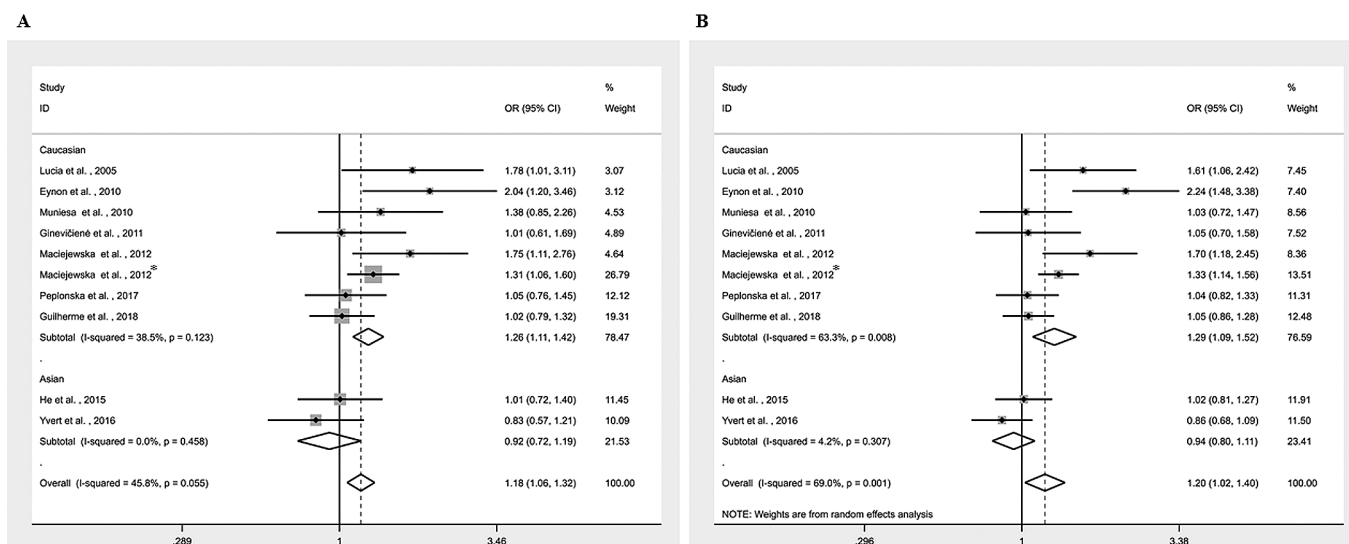 A
Study %
ID OR (95% CI) Weight
Caucasian
Lucia et al. , 2005 1.78 (1.01, 3.11) 3.07
Eynon et al. , 2010 2.04 (1.20, 3.46) 3.12
Muniesa et al. , 2010 1.38 (0.85, 2.26) 4.53
Ginevičienė et al. , 2011 1.01 (0.61, 1.69) 4.89
Maciejewska et al. , 2012 1.75 (1.11, 2.76) 4.64
Maciejewska et al. , 2012* 1.31 (1.06, 1.60) 26.79
Peplonska et al. , 2017 1.05 (0.76, 1.45) 12.12
Guilherme et al. , 2018 1.02 (0.79, 1.32) 19.31
Subtotal (I-squared = 38.5%, p = 0.123) 1.26 (1.11, 1.42) 78.47
.
Asian
He et al. , 2015 1.01 (0.72, 1.40) 11.45
Yvert et al. , 2016 0.83 (0.57, 1.21) 10.09
Subtotal (I-squared = 0.0%, p = 0.458) 0.92 (0.72, 1.19) 21.53
.
Overall (I-squared = 45.8%, p = 0.055) 1.18 (1.06, 1.32) 100.00
.289 1 3.46
B
Study %
ID OR (95% CI) Weight
Caucasian
Lucia et al. , 2005 1.61 (1.06, 2.42) 7.45
Eynon et al. , 2010 2.24 (1.48, 3.38) 7.40
Muniesa et al. , 2010 1.03 (0.72, 1.47) 8.56
Ginevičienė et al. , 2011 1.05 (0.70, 1.58) 7.52
Maciejewska et al. , 2012 1.70 (1.18, 2.45) 8.36
Maciejewska et al. , 2012* 1.33 (1.14, 1.56) 13.51
Peplonska et al. , 2017 1.04 (0.82, 1.33) 11.31
Guilherme et al. , 2018 1.05 (0.86, 1.28) 12.48
Subtotal (I-squared = 63.3%, p = 0.008) 1.29 (1.09, 1.52) 76.59
.
Asian
He et al. , 2015 1.02 (0.81, 1.27) 11.91
Yvert et al. , 2016 0.86 (0.68, 1.09) 11.50
Subtotal (I-squared = 4.2%, p = 0.307) 0.94 (0.80, 1.11) 23.41
.
Overall (I-squared = 69.0%, p = 0.001) 1.20 (1.02, 1.40) 100.00
NOTE: Weights are from random effects analysis
.296 1 3.38